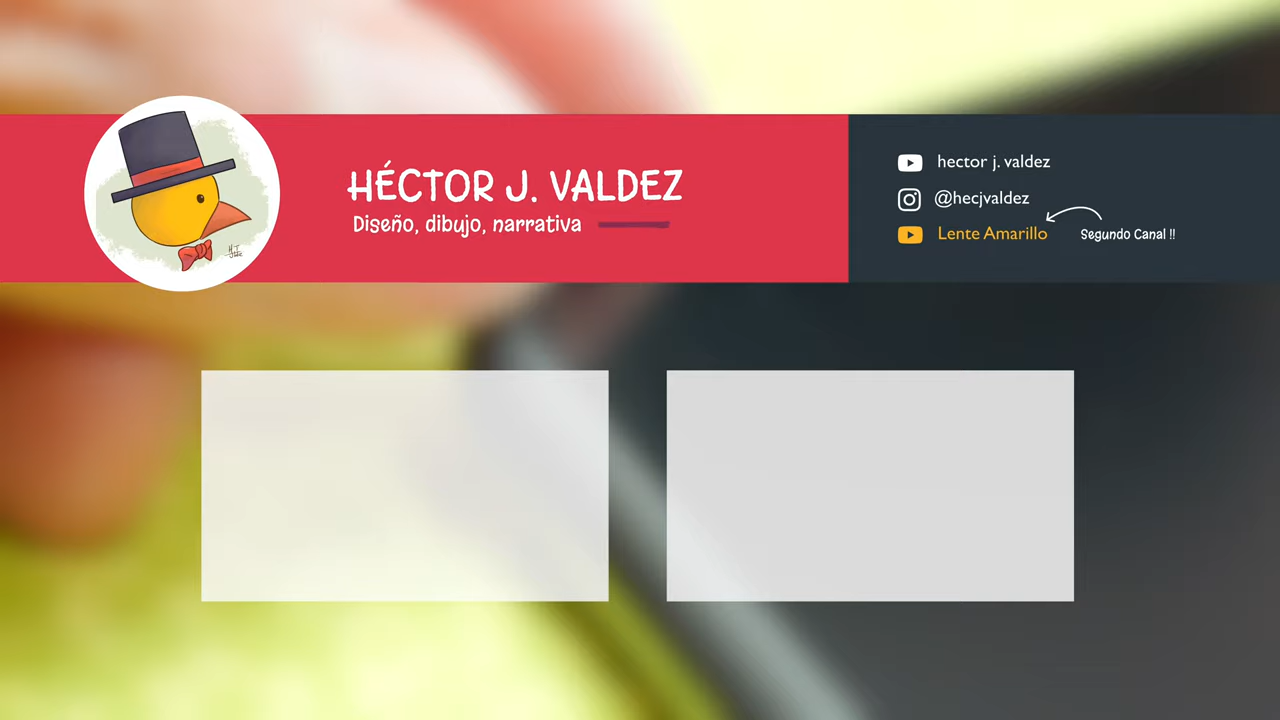 HÉCTOR J. VALDEZ
Diseño, dibujo, narrativa
hector j. valdez
@hecjvaldez
Lente Amarillo
Segundo Canal !!